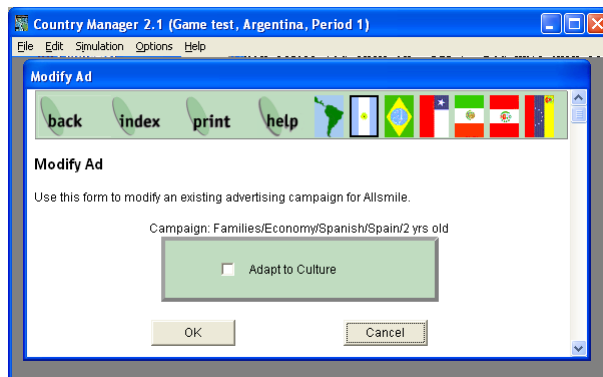 Country Manager 2.1 (Game test, Argentina, Period 1)
File Edit Simulation Options Help
Modify Ad
back index print help
Modify Ad
Use this form to modify an existing advertising campaign for Allsmile.
Campaign: Families/Economy/Spanish/Spain/2 yrs old
Adapt to Culture
OK Cancel